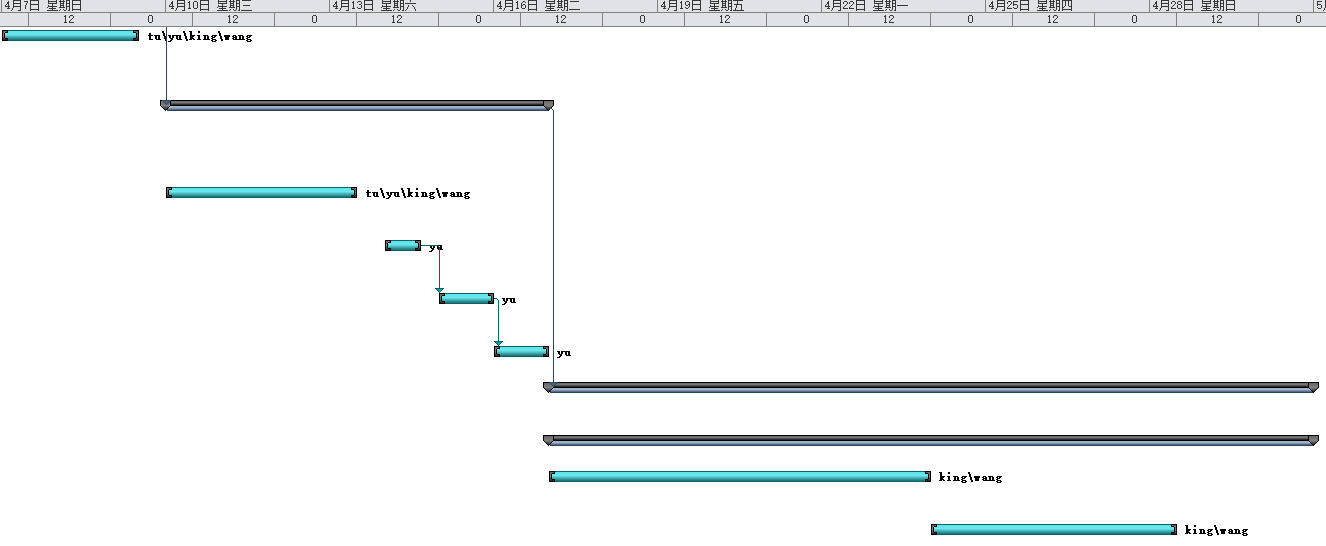 4月7日 星期日 4月10日 星期三 4月13日 星期六 4月16日 星期二 4月19日 星期五 4月22日 星期一 4月25日 星期四 4月28日 星期日
12 0 12 0 12 0 12 0 12 0 12 0 12 0 12 0
tu\yu\king\wang
tu\yu\king\wang
yu
yu
yu
king\wang
king\wang